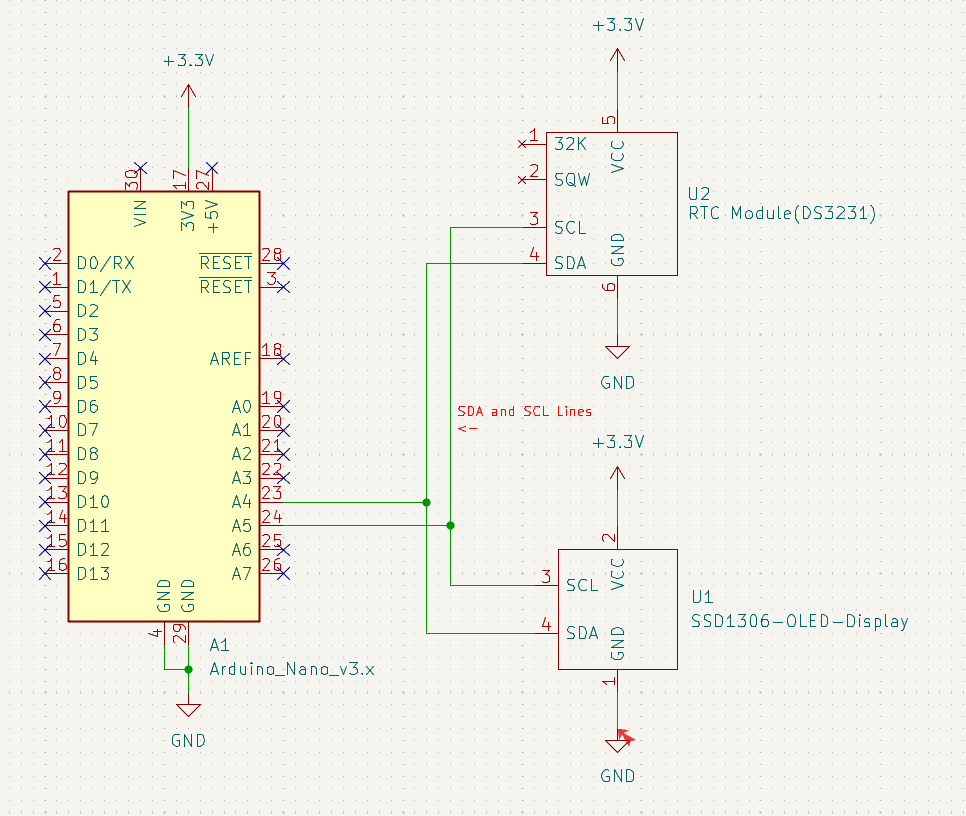 +3.3V
30
17
27
VIN
3V3
+5V
2 D0/RX
1 D1/TX
5 D2
6 D3
7 D4
8 D5
9 D6
10 D7
11 D8
12 D9
13 D10
14 D11
15 D12
16 D13
RESET 28
RESET 3
AREF 18
A0 19
A1 20
A2 21
A3 22
A4 23
A5 24
A6 25
A7 26
GND
GND
4
29
A1
Arduino_Nano_v3.x
GND
+3.3V
5
VCC
1 32K
2 SQW
3 SCL
4 SDA
GND
6
U2
RTC Module(DS3231)
GND
SDA and SCL Lines
<-
+3.3V
2
VCC
3 SCL
4 SDA
GND
1
U1
SSD1306-OLED-Display
GND